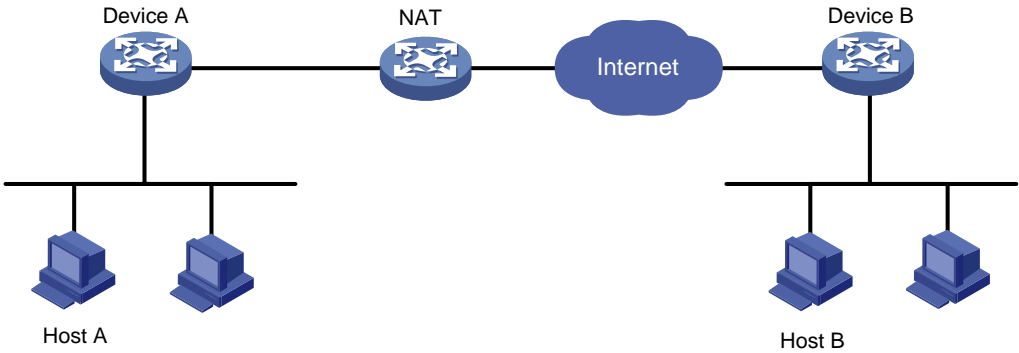 Device A
NAT
Device B
Internet
Host A
Host B